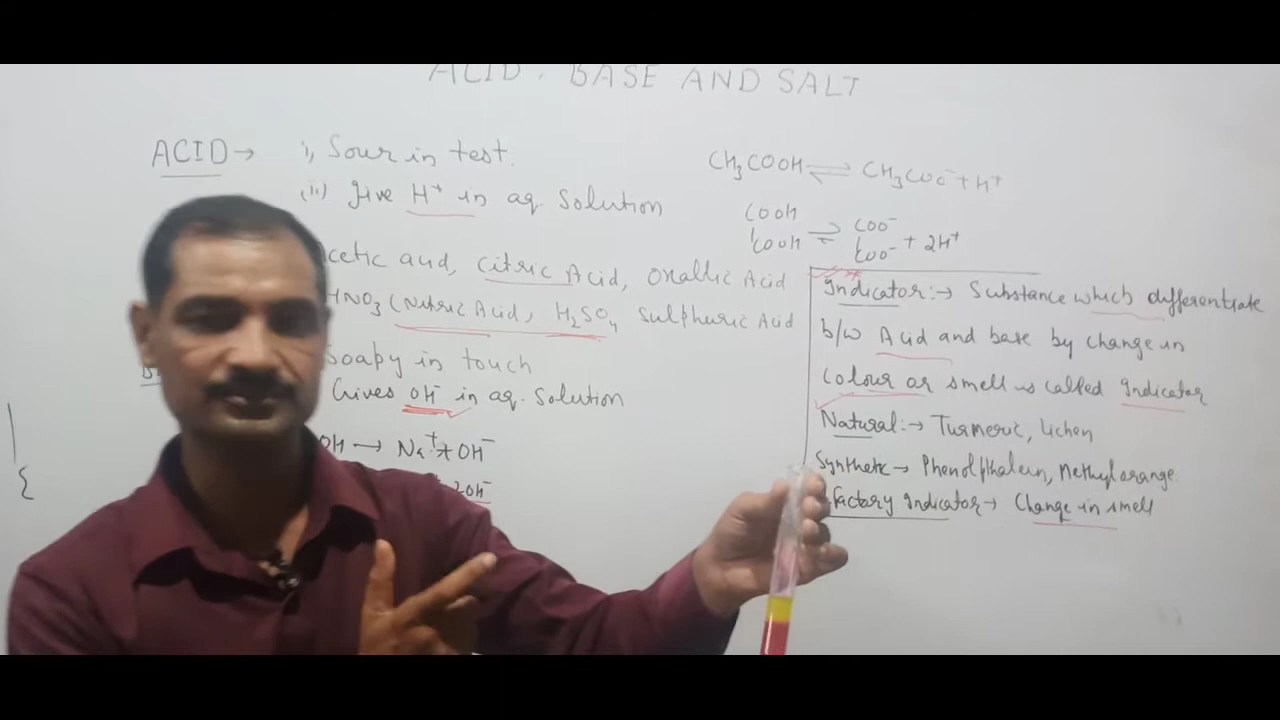 ACID, BASE AND SALT
ACID → i, Sour in test.
(ii) give H⁺ in aq. Solution
cetic acid, Citric Acid, Oxallic Acid
HNO₃ (Nitric Acid, H₂SO₄ Sulphuric Acid
Soapy in touch
Gives OH⁻ in aq. Solution
OH → Na⁺ + OH⁻
2OH⁻
CH₃COOH ⇌ CH₃COO⁻ + H⁺
COOH ⇌ COO⁻
COOH COO⁻ + 2H⁺
Indicator:→ Substance which differentiate
b/w Acid and base by change in
Colour or smell is called Indicator
Natural:→ Turmeric, Lichen
Synthetic → Phenolpthalein, Methyl orange
factory Indicator → Change in smell